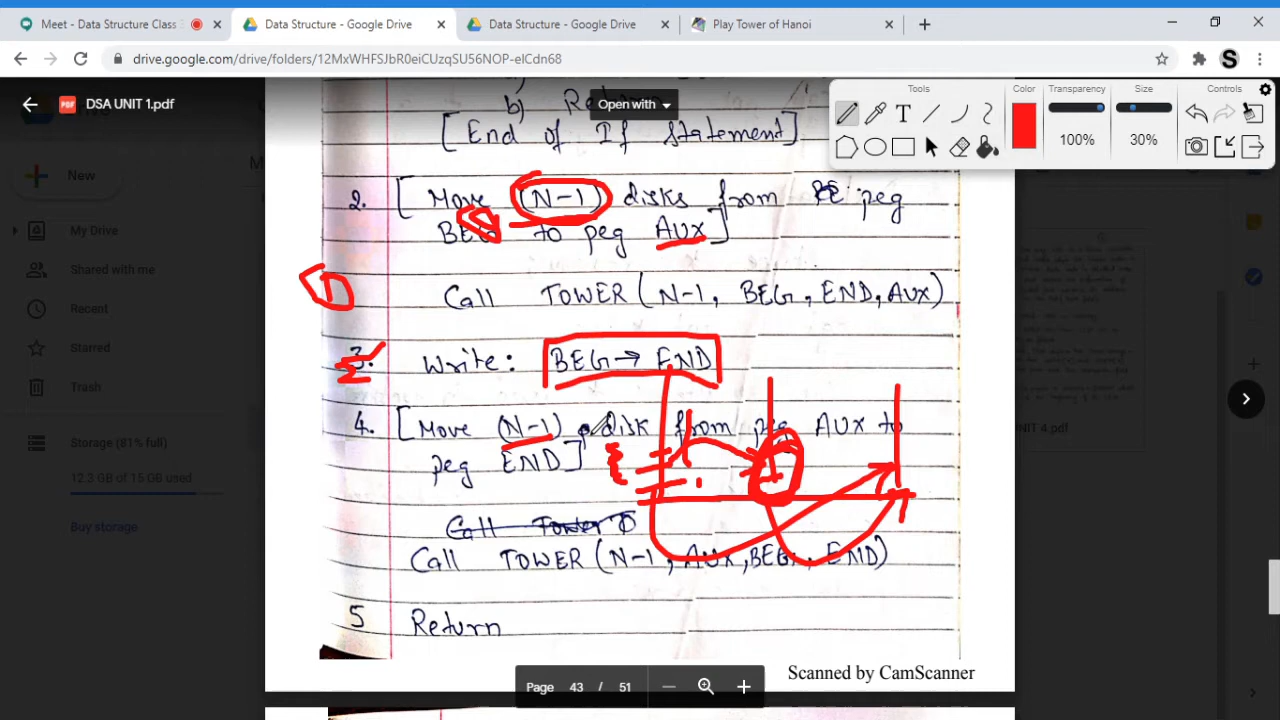 Meet - Data Structure Class
Data Structure - Google Drive
Data Structure - Google Drive
Play Tower of Hanoi
drive.google.com/drive/folders/12MxWHFSJbR0eiCUzqSU56NOP-elCdn68
DSA UNIT 1.pdf
Open with
Tools
Color
Transparency
Size
Controls
100%
30%
New
My Drive
Shared with me
Recent
Starred
Trash
Storage (81% full)
12.3 GB of 15 GB used
Buy storage
b) Return
[End of If Statement]
2. [Move (N-1) disks from peg
BEG to peg AUX]
Call TOWER (N-1, BEG, END, AUX)
3. Write: BEG → END
4. [Move (N-1) disk from peg AUX to
peg END]
Call Tower
Call TOWER (N-1, AUX, BEG, END)
5 Return
Scanned by CamScanner
Page 43 / 51
UNIT 4.pdf